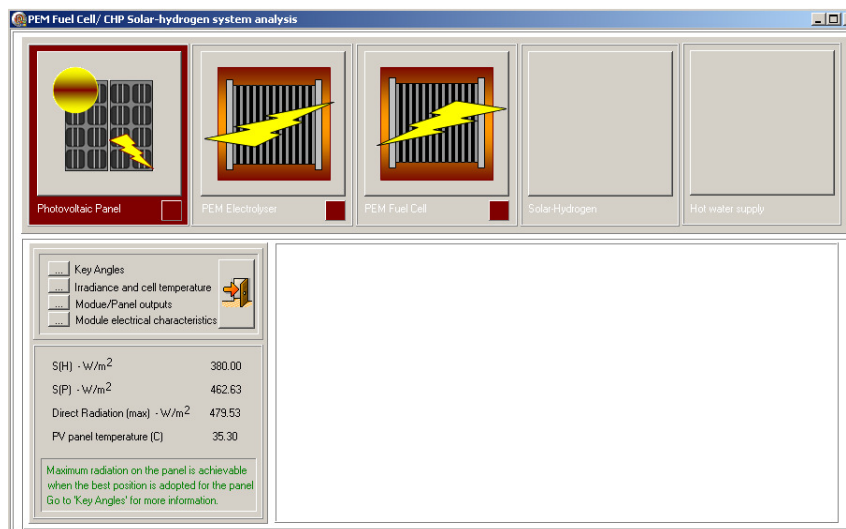 PEM Fuel Cell/ CHP Solar-hydrogen system analysis
Photovoltaic Panel
PEM Electrolyser
PEM Fuel Cell
Solar-Hydrogen
Hot water supply
... Key Angles
... Irradiance and cell temperature
... Modue/Panel outputs
... Module electrical characteristics
S(H) - W/m2 380.00
S(P) - W/m2 462.63
Direct Radiation (max) - W/m2 479.53
PV panel temperature (C) 35.30
Maximum radiation on the panel is achievable
when the best position is adopted for the panel
Go to 'Key Angles' for more information.